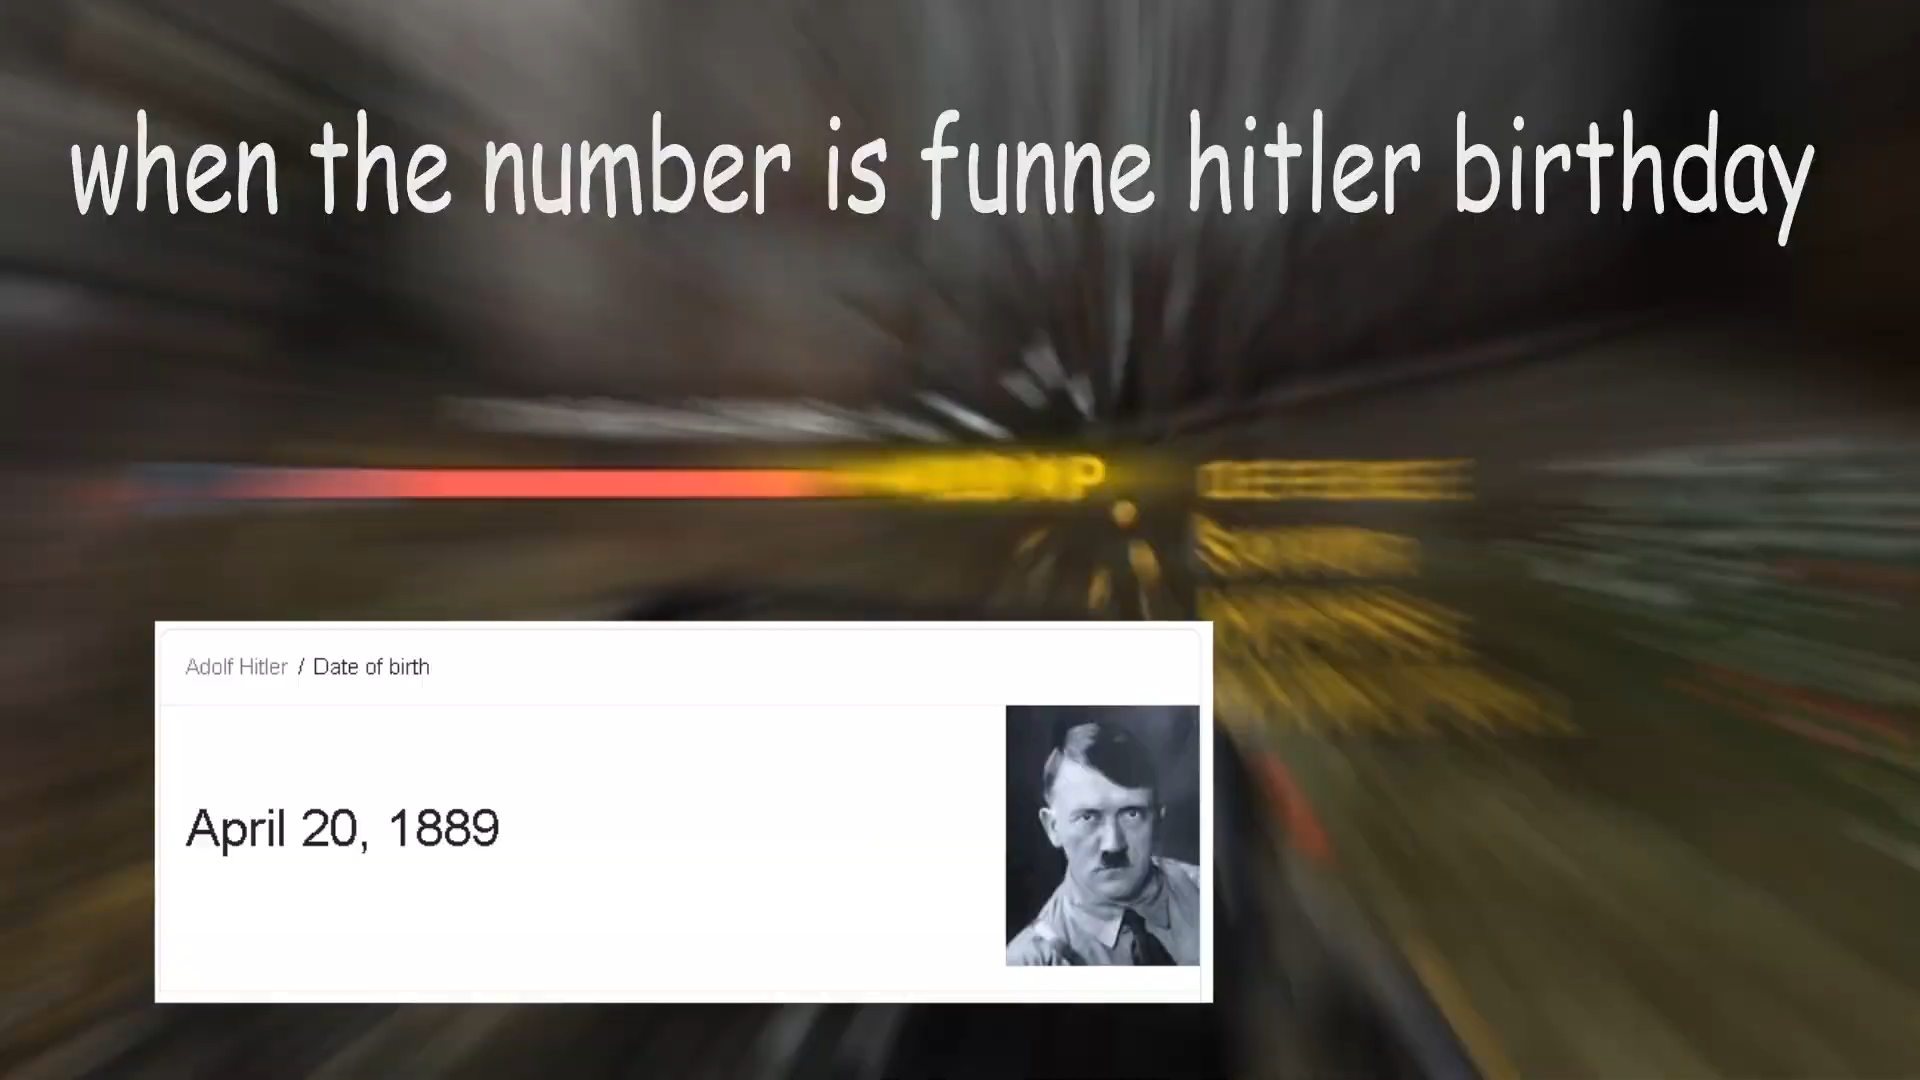 when the number is funne hitler birthday
Adolf Hitler / Date of birth
April 20, 1889